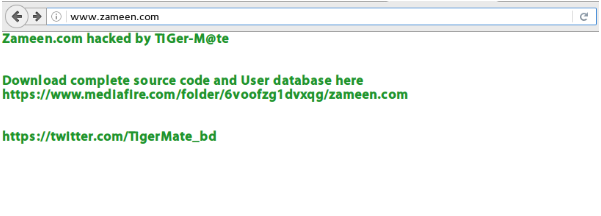 www.zameen.com
Zameen.com hacked by TiGer-M@te
Download complete source code and User database here
https://www.mediafire.com/folder/6voofzg1dvxqg/zameen.com
https://twitter.com/TigerMate_bd